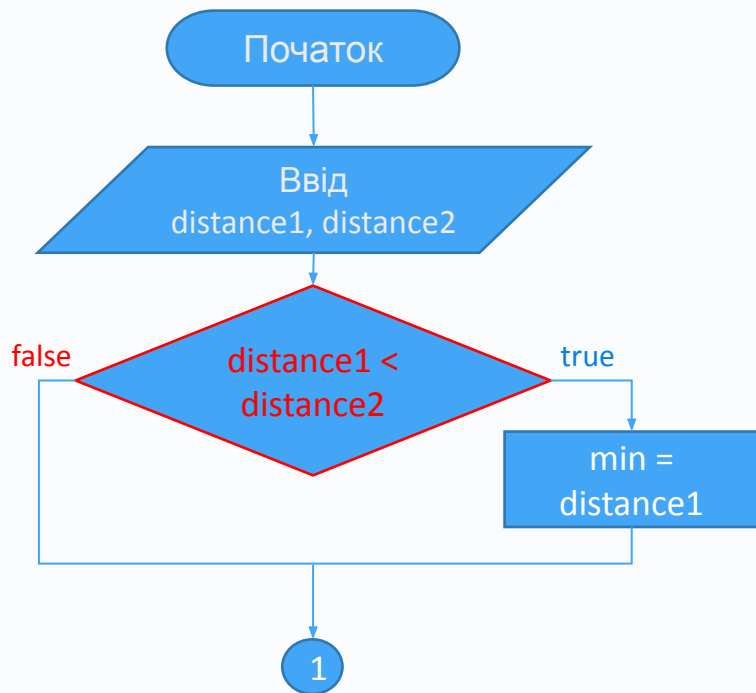 Початок
Ввід
distance1, distance2
false
distance1 <
distance2
true
min =
distance1
1